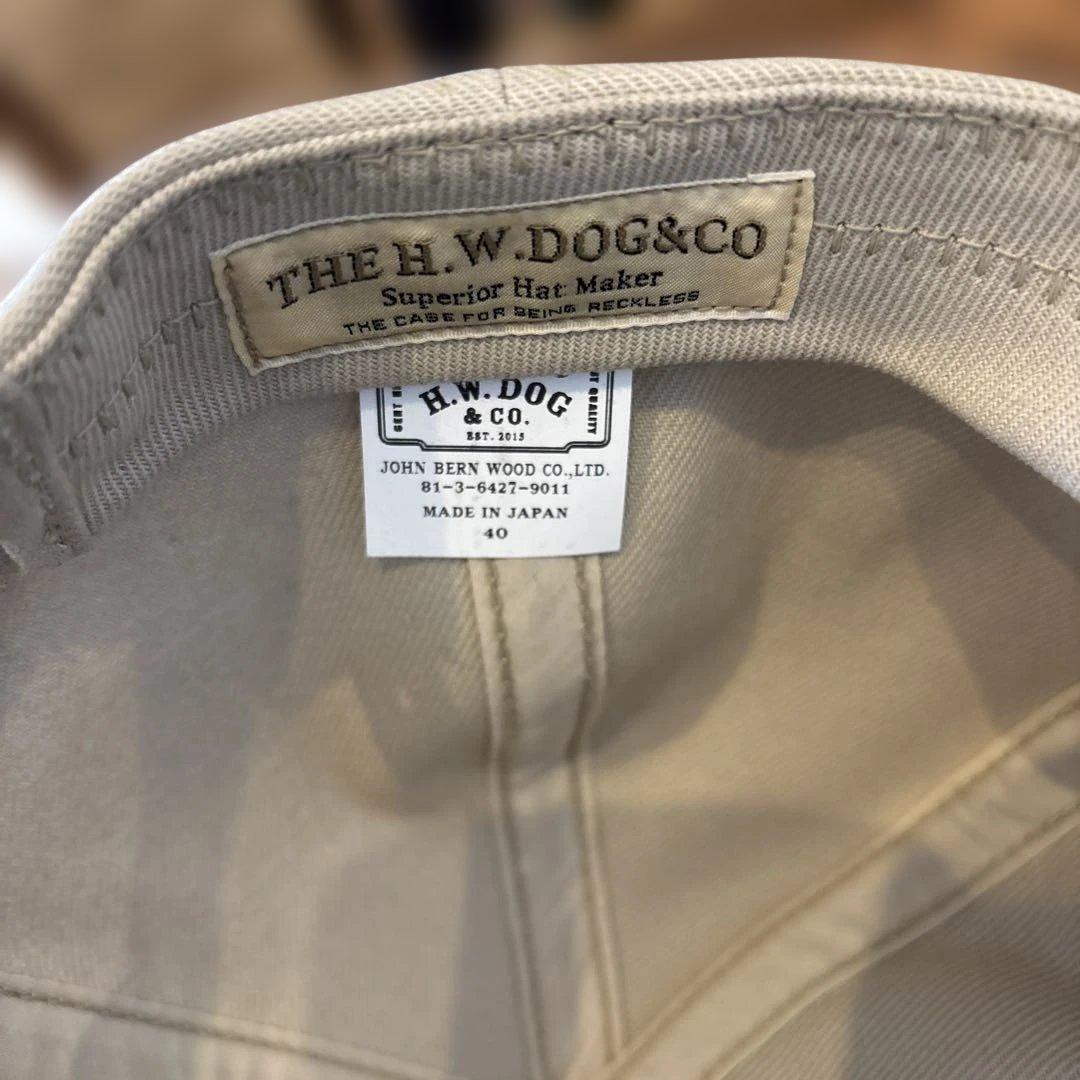 THE H.W.DOG&CO
Superior Hat Maker
THE CASE FOR BEING RECKLESS
H.W. DOG
& CO.
EST. 2015
QUALITY
JOHN BERN WOOD CO.,LTD.
81-3-6427-9011
MADE IN JAPAN
40